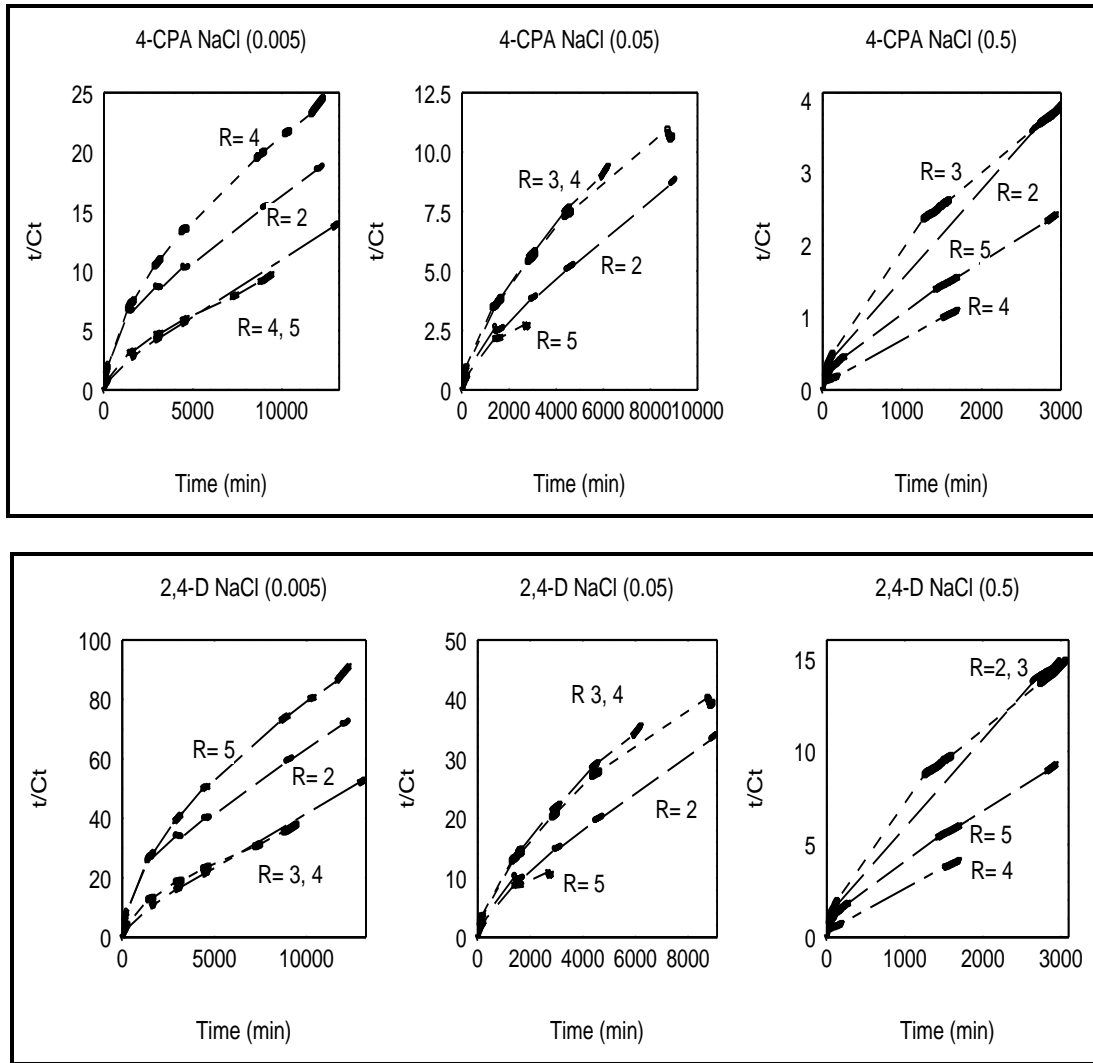 4-CPA NaCl (0.005)
4-CPA NaCl (0.05)
4-CPA NaCl (0.5)
t/Ct
25
20
15
10
5
0
0
5000
10000
R= 4
R= 2
R= 4, 5
Time (min)
t/Ct
12.5
10.0
7.5
5.0
2.5
0
0
2000
4000
6000
8000
10000
R= 3, 4
R= 2
R= 5
Time (min)
t/Ct
4
3
2
1
0
0
1000
2000
3000
R= 3
R= 2
R= 5
R= 4
Time (min)
2,4-D NaCl (0.005)
2,4-D NaCl (0.05)
2,4-D NaCl (0.5)
t/Ct
100
80
60
40
20
0
0
5000
10000
R= 5
R= 2
R= 3, 4
Time (min)
t/Ct
50
40
30
20
10
0
0
2000
4000
6000
8000
R 3, 4
R= 2
R= 5
Time (min)
t/Ct
15
10
5
0
0
1000
2000
3000
R=2, 3
R= 5
R= 4
Time (min)